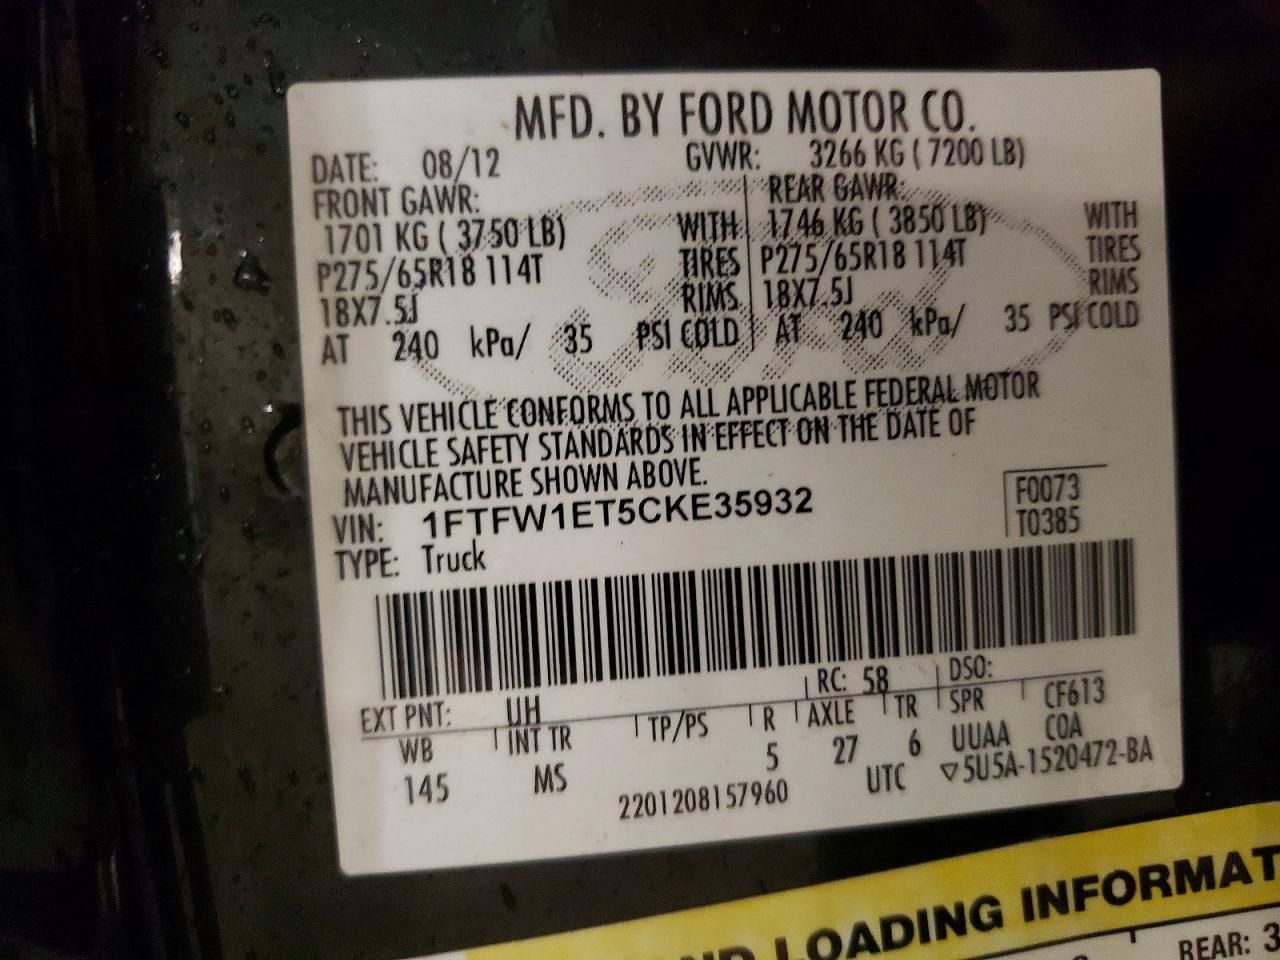 MFD. BY FORD MOTOR CO.
DATE: 08/12 GVWR: 3266 KG ( 7200 LB)
FRONT GAWR: REAR GAWR:
1701 KG ( 3750 LB) WITH 1746 KG ( 3850 LB) WITH
P275/65R18 114T TIRES P275/65R18 114T TIRES
18X7.5J RIMS 18X7.5J RIMS
AT 240 kPa/ 35 PSI COLD AT 240 kPa/ 35 PSI COLD
THIS VEHICLE CONFORMS TO ALL APPLICABLE FEDERAL MOTOR
VEHICLE SAFETY STANDARDS IN EFFECT ON THE DATE OF
MANUFACTURE SHOWN ABOVE.
VIN: 1FTFW1ET5CKE35932 F0073
TYPE: Truck T0385
EXT PNT: UH RC: 58 DSO:
WB INT TR TP/PS R AXLE TR SPR CF613
145 MS 5 27 6 UUAA COA
2201208157960 UTC ▽5U5A-1520472-BA
ND LOADING INFORMAT
REAR: 3